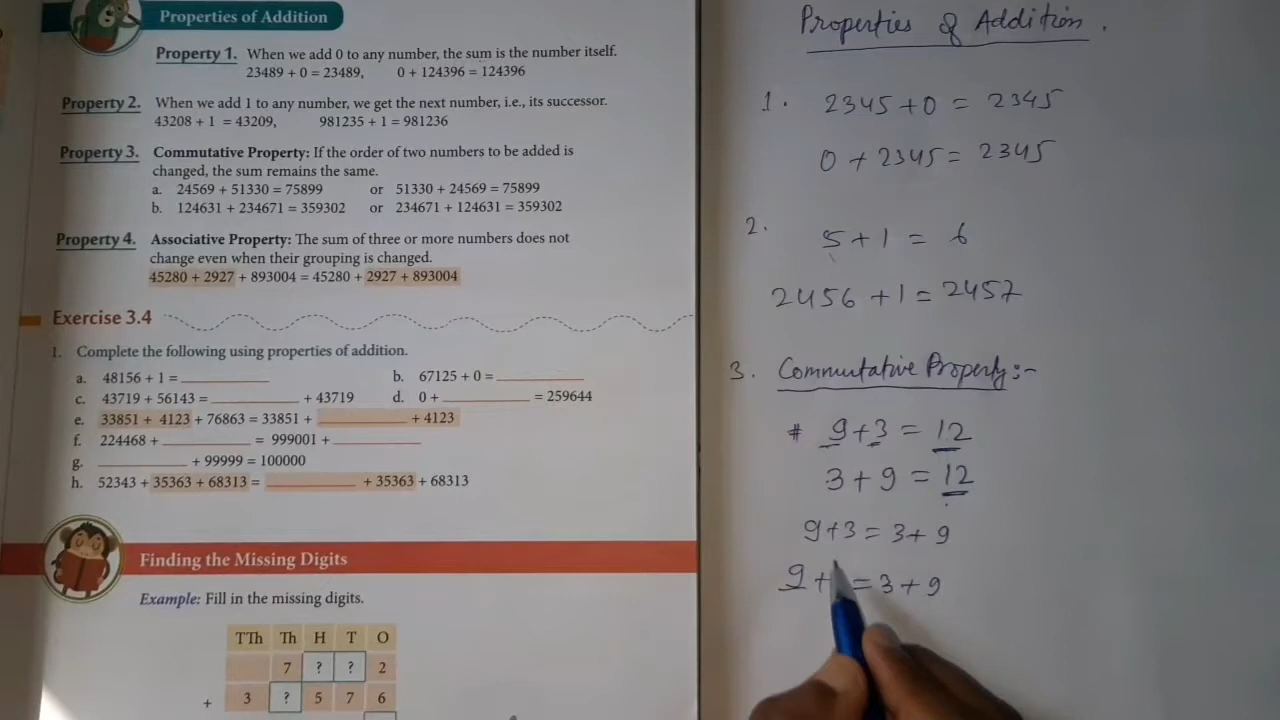 Properties of Addition
Property 1. When we add 0 to any number, the sum is the number itself.
23489 + 0 = 23489, 0 + 124396 = 124396
Property 2. When we add 1 to any number, we get the next number, i.e., its successor.
43208 + 1 = 43209, 981235 + 1 = 981236
Property 3. Commutative Property: If the order of two numbers to be added is
changed, the sum remains the same.
a. 24569 + 51330 = 75899 or 51330 + 24569 = 75899
b. 124631 + 234671 = 359302 or 234671 + 124631 = 359302
Property 4. Associative Property: The sum of three or more numbers does not
change even when their grouping is changed.
45280 + 2927 + 893004 = 45280 + 2927 + 893004
Exercise 3.4
1. Complete the following using properties of addition.
a. 48156 + 1 = ____________ b. 67125 + 0 = ____________
c. 43719 + 56143 = ____________ + 43719 d. 0 + ____________ = 259644
e. 33851 + 4123 + 76863 = 33851 + ____________ + 4123
f. 224468 + ____________ = 999001 + ____________
g. ____________ + 99999 = 100000
h. 52343 + 35363 + 68313 = ____________ + 35363 + 68313
Finding the Missing Digits
Example: Fill in the missing digits.
TTh Th H T O
7 ? ? 2
+ 3 ? 5 7 6
Properties of Addition.
1. 2345 + 0 = 2345
0 + 2345 = 2345
2. 5 + 1 = 6
2456 + 1 = 2457
3. Commutative Property:-
# 9 + 3 = 12
3 + 9 = 12
9 + 3 = 3 + 9
9 + = 3 + 9